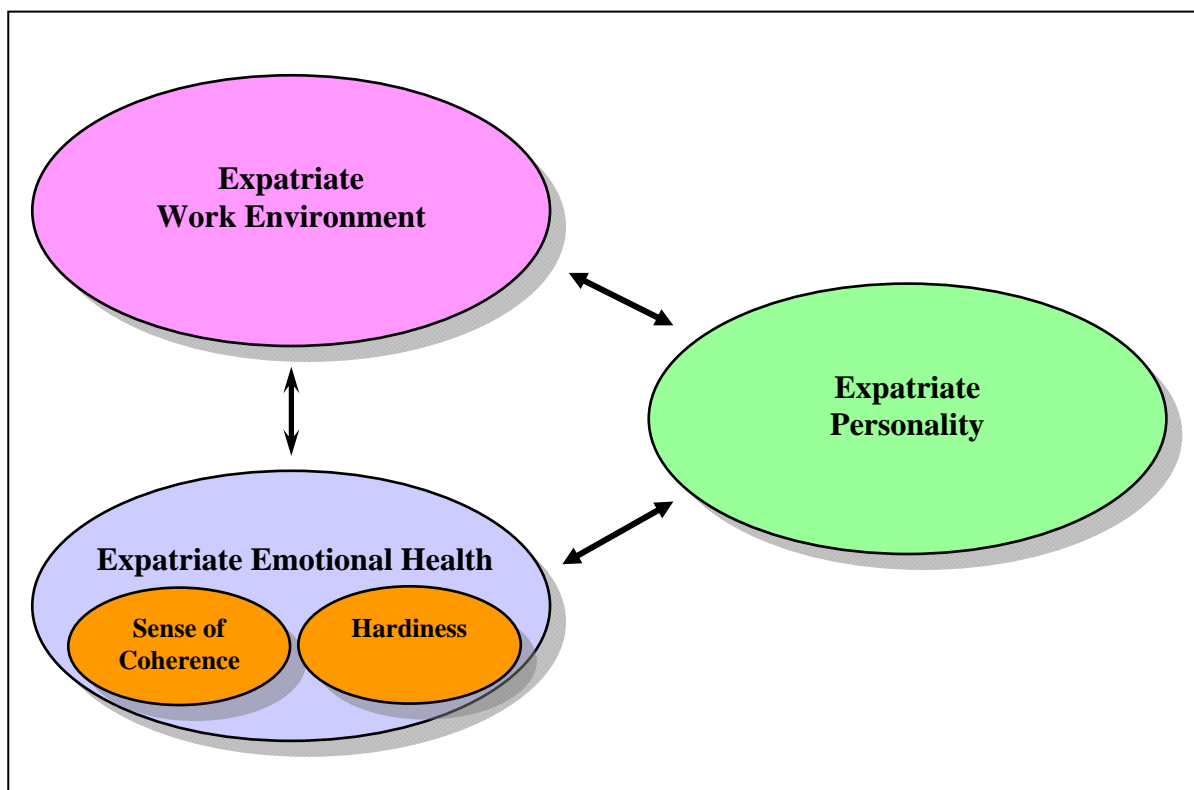 Expatriate
Work Environment
Expatriate
Personality
Expatriate Emotional Health
Sense of
Coherence
Hardiness